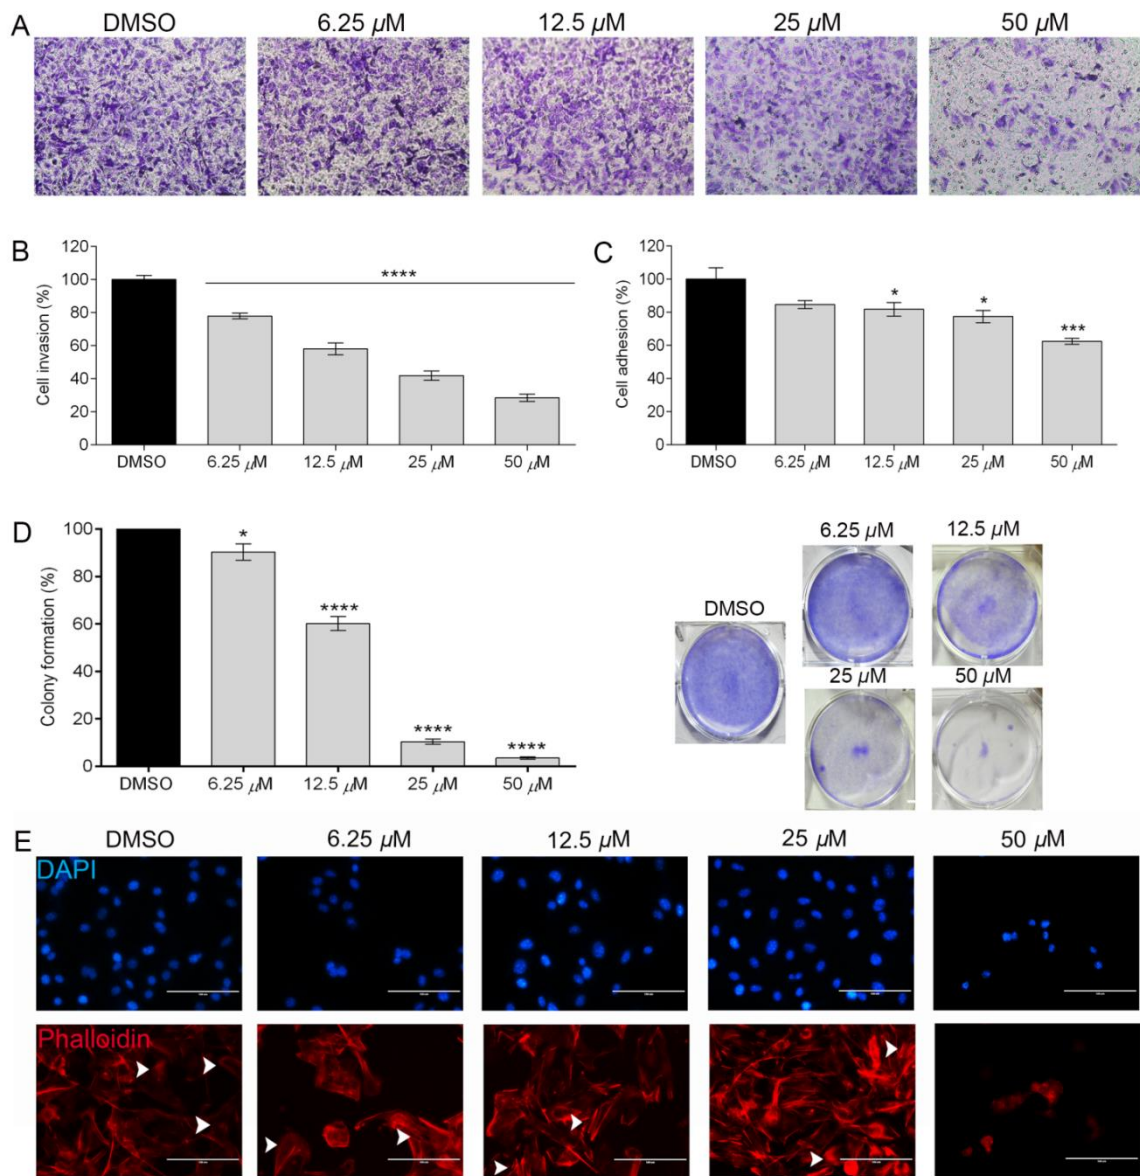 A
DMSO
6.25 µM
12.5 µM
25 µM
50 µM
B
Cell invasion (%)
120
100
80
60
40
20
0
****
DMSO
6.25 µM
12.5 µM
25 µM
50 µM
C
Cell adhesion (%)
120
100
80
60
40
20
0
*
*
***
DMSO
6.25 µM
12.5 µM
25 µM
50 µM
D
Colony formation (%)
100
80
60
40
20
0
*
****
****
****
DMSO
6.25 µM
12.5 µM
25 µM
50 µM
DMSO
6.25 µM
12.5 µM
25 µM
50 µM
E
DMSO
6.25 µM
12.5 µM
25 µM
50 µM
DAPI
Phalloidin